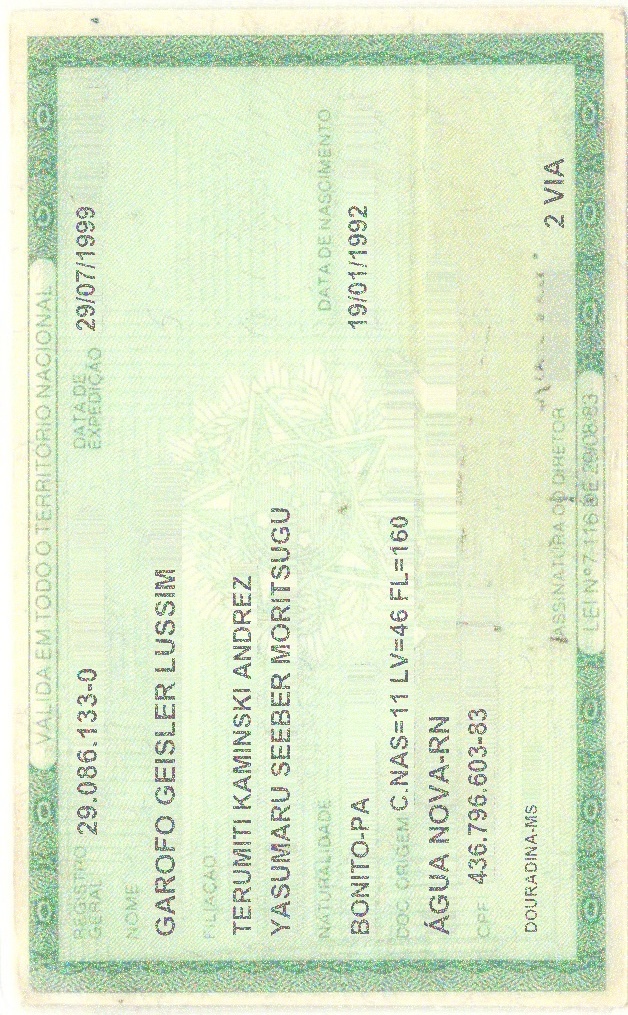 VÁLIDA EM TODO O TERRITÓRIO NACIONAL
REGISTRO GERAL 29.086.133-0 DATA DE EXPEDIÇÃO 29/07/1999
NOME
GAROFO GEISLER LUSSIM
FILIAÇÃO
TERUMITI KAMINSKI ANDREZ
YASUMARU SEEBER MORITSUGU
NATURALIDADE DATA DE NASCIMENTO
BONITO-PA 19/01/1992
DOC. ORIGEM C.NAS=11 LV=46 FL=160
ÁGUA NOVA-RN
CPF 436.796.603-83
DOURADINA-MS 2 VIA
ASSINATURA DO DIRETOR
LEI Nº 7.116 DE 29/08/83